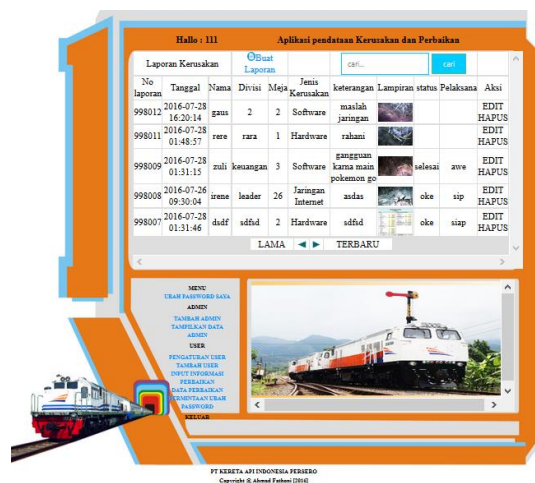 Hallo : 111 Aplikasi pendataan Kerusakan dan Perbaikan
Laporan Kerusakan Buat Laporan cari... cari
No laporan Tanggal Nama Divisi Meja Jenis Kerusakan keterangan Lampiran status Pelaksana Aksi
998012 2016-07-28 16:20:14 gaus 2 2 Software maslah jaringan EDIT HAPUS
998011 2016-07-28 01:48:57 rere rara 1 Hardware rahani EDIT HAPUS
998009 2016-07-28 01:31:15 zuli keuangan 3 Software gangguan karna main pokemon go selesai awe EDIT HAPUS
998008 2016-07-26 09:30:04 irene leader 26 Jaringan Internet asdas oke sip EDIT HAPUS
998007 2016-07-28 01:31:46 dsdf sdfsd 2 Hardware sdfsd oke siap EDIT HAPUS
LAMA ◄ ► TERBARU
MENU
UBAH PASSWORD SAYA
ADMIN
TAMBAH ADMIN
TAMPILKAN DATA
ADMIN
USER
PENGATURAN USER
TAMBAH USER
INPUT INFORMASI
PERBAIKAN
DATA PERBAIKAN
PERMINTAAN UBAH
PASSWORD
KELUAR
PT KERETA API INDONESIA PERSERO
Copyright © Ahmad Fathoni [2016]